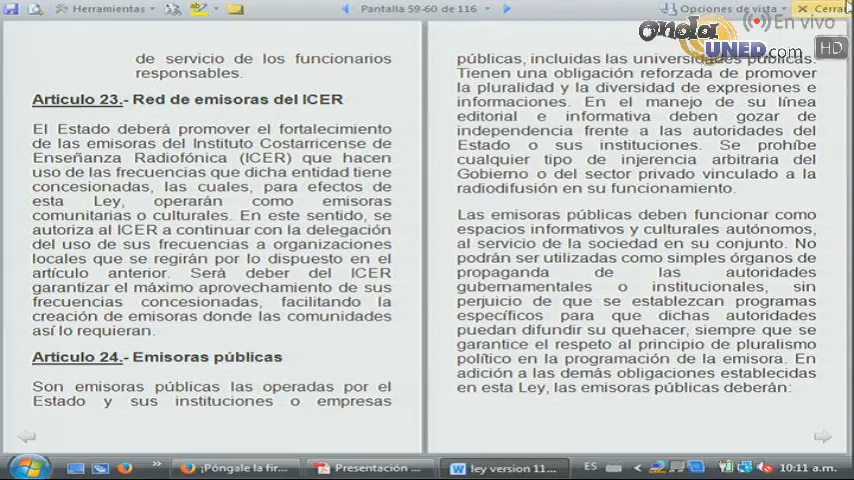 Herramientas
Pantalla 59-60 de 116
Opciones de vista
Cerrar
onda
UNED.com
En vivo
HD
de servicio de los funcionarios
responsables.
Artículo 23.- Red de emisoras del ICER
El Estado deberá promover el fortalecimiento
de las emisoras del Instituto Costarricense de
Enseñanza Radiofónica (ICER) que hacen
uso de las frecuencias que dicha entidad tiene
concesionadas, las cuales, para efectos de
esta Ley, operarán como emisoras
comunitarias o culturales. En este sentido, se
autoriza al ICER a continuar con la delegación
del uso de sus frecuencias a organizaciones
locales que se regirán por lo dispuesto en el
artículo anterior. Será deber del ICER
garantizar el máximo aprovechamiento de sus
frecuencias concesionadas, facilitando la
creación de emisoras donde las comunidades
así lo requieran.
Artículo 24.- Emisoras públicas
Son emisoras públicas las operadas por el
Estado y sus instituciones o empresas
públicas, incluidas las universidades públicas.
Tienen una obligación reforzada de promover
la pluralidad y la diversidad de expresiones e
informaciones. En el manejo de su línea
editorial e informativa deben gozar de
independencia frente a las autoridades del
Estado o sus instituciones. Se prohíbe
cualquier tipo de injerencia arbitraria del
Gobierno o del sector privado vinculado a la
radiodifusión en su funcionamiento.
Las emisoras públicas deben funcionar como
espacios informativos y culturales autónomos,
al servicio de la sociedad en su conjunto. No
podrán ser utilizadas como simples órganos de
propaganda de las autoridades
gubernamentales o institucionales, sin
perjuicio de que se establezcan programas
específicos para que dichas autoridades
puedan difundir su quehacer, siempre que se
garantice el respeto al principio de pluralismo
político en la programación de la emisora. En
adición a las demás obligaciones establecidas
en esta Ley, las emisoras públicas deberán:
¡Póngale la fir...
Presentación ...
ley version 11...
ES
10:11 a.m.